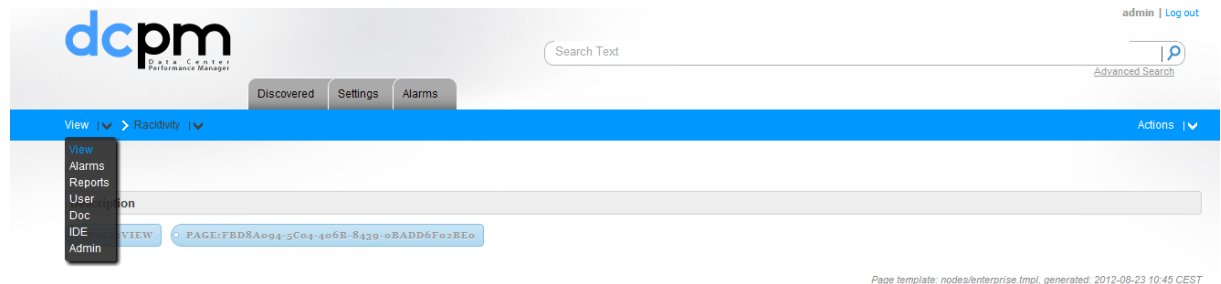 admin | Log out
dcpm
Data Center
Performance Manager
Search Text
Advanced Search
Discovered Settings Alarms
View Racktivity Actions
View
Alarms
Reports
User
Doc
IDE
Admin
ption
VIEW PAGE:FBD8A094-5C04-406B-8439-0BADD6F02BE0
Page template: nodes/enterprise.tmpl, generated: 2012-08-23 10:45 CEST